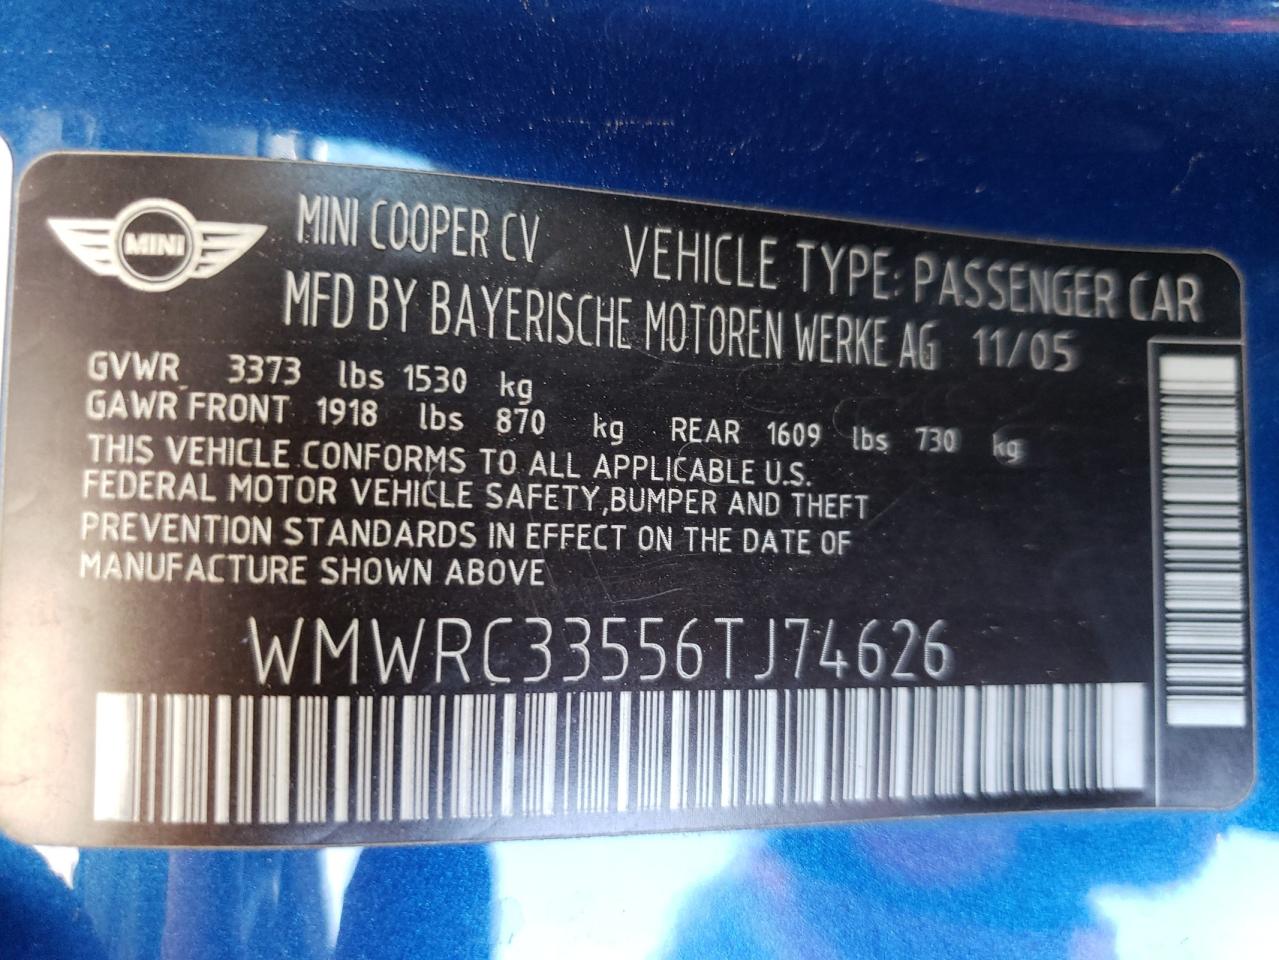 MINI
MINI COOPER CV VEHICLE TYPE: PASSENGER CAR
MFD BY BAYERISCHE MOTOREN WERKE AG 11/05
GVWR 3373 lbs 1530 kg
GAWR FRONT 1918 lbs 870 kg REAR 1609 lbs 730 kg
THIS VEHICLE CONFORMS TO ALL APPLICABLE U.S.
FEDERAL MOTOR VEHICLE SAFETY,BUMPER AND THEFT
PREVENTION STANDARDS IN EFFECT ON THE DATE OF
MANUFACTURE SHOWN ABOVE
WMWRC33556TJ74626